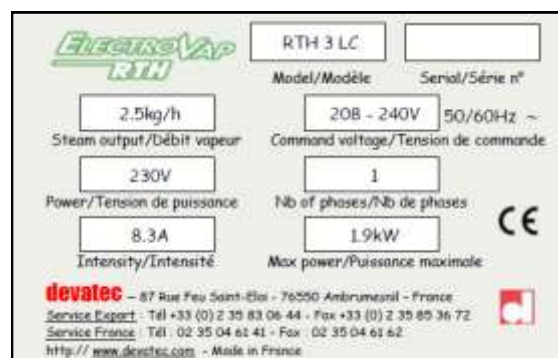 ELECTROVAP
RTH
RTH 3 LC
Model/Modèle
Serial/Série n°
2.5kg/h
Steam output/Débit vapeur
208 - 240V 50/60Hz ~
Command voltage/Tension de commande
230V
Power/Tension de puissance
1
Nb of phases/Nb de phases
8.3A
Intensity/Intensité
1.9kW
Max power/Puissance maximale
CE
devatec – 87 Rue Feu Saint-Eloi - 76550 Ambrumesnil - France
Service Export : Tél +33 (0) 2 35 83 06 44 - Fax +33 (0) 2 35 85 36 72
Service France : Tél : 02 35 04 61 41 - Fax : 02 35 04 61 62
http:// www.devatec.com - Made in France
d